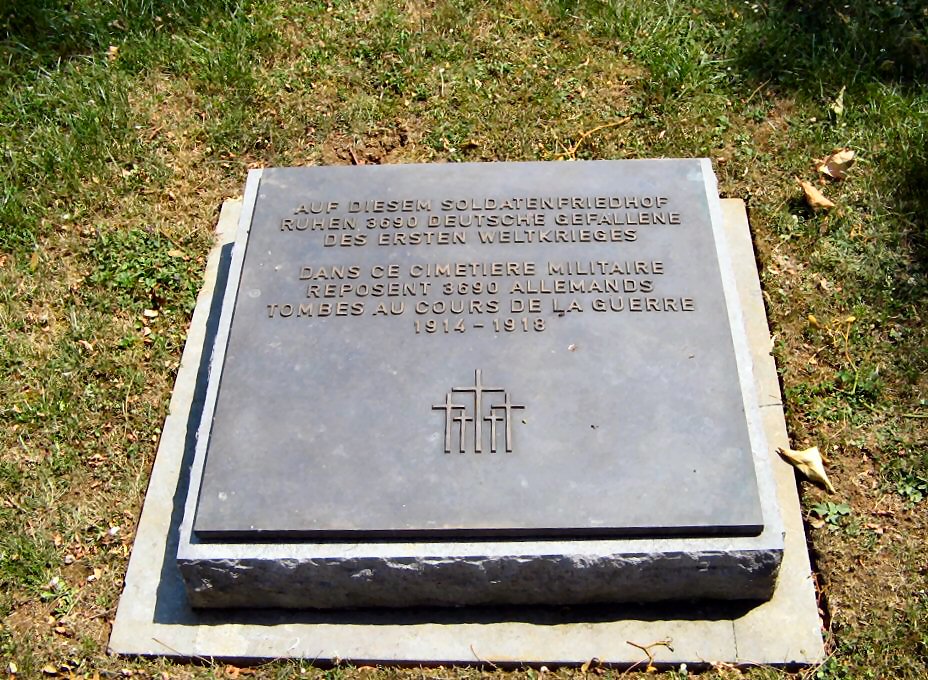 AUF DIESEM SOLDATENFRIEDHOF
RUHEN 3690 DEUTSCHE GEFALLENE
DES ERSTEN WELTKRIEGES
DANS CE CIMETIERE MILITAIRE
REPOSENT 3690 ALLEMANDS
TOMBES AU COURS DE LA GUERRE
1914 - 1918